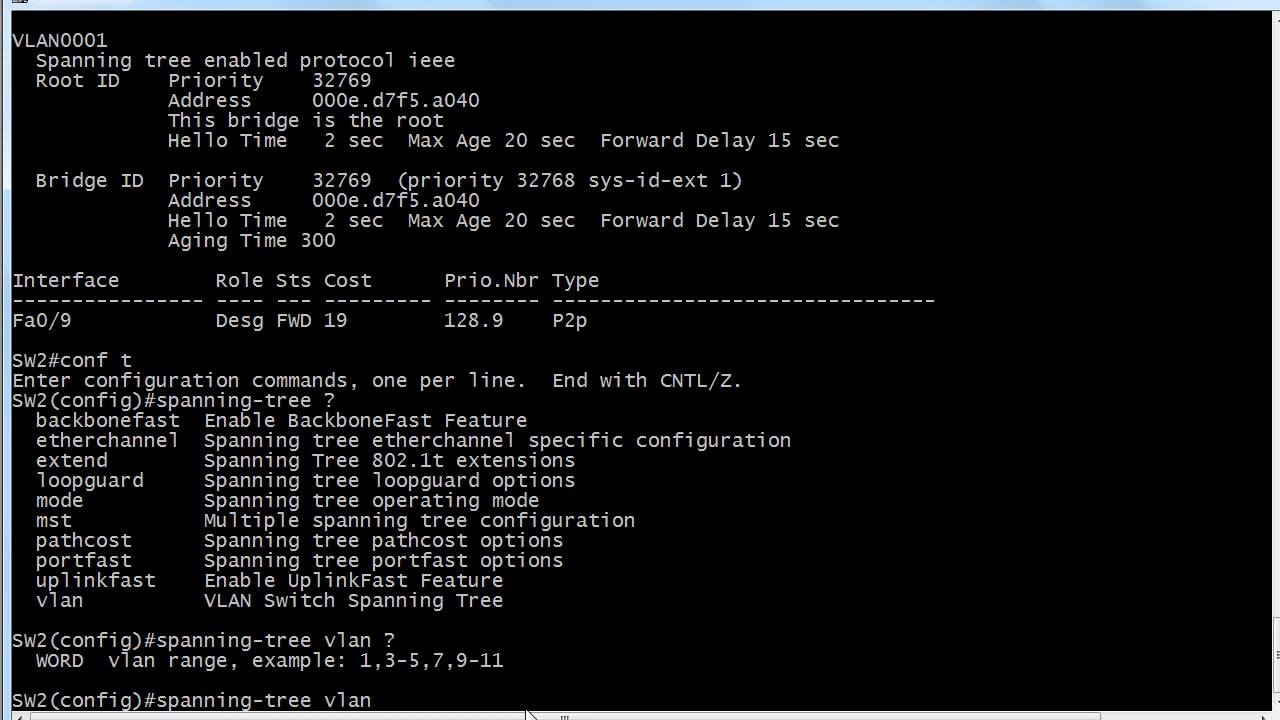 VLAN0001
  Spanning tree enabled protocol ieee
  Root ID    Priority    32769
             Address     000e.d7f5.a040
             This bridge is the root
             Hello Time   2 sec  Max Age 20 sec  Forward Delay 15 sec

  Bridge ID  Priority    32769  (priority 32768 sys-id-ext 1)
             Address     000e.d7f5.a040
             Hello Time   2 sec  Max Age 20 sec  Forward Delay 15 sec
             Aging Time 300

Interface        Role Sts Cost      Prio.Nbr Type
---------------- ---- --- --------- -------- --------------------------------
Fa0/9            Desg FWD 19        128.9    P2p

SW2#conf t
Enter configuration commands, one per line.  End with CNTL/Z.
SW2(config)#spanning-tree ?
  backbonefast  Enable BackboneFast Feature
  etherchannel  Spanning tree etherchannel specific configuration
  extend        Spanning Tree 802.1t extensions
  loopguard     Spanning tree loopguard options
  mode          Spanning tree operating mode
  mst           Multiple spanning tree configuration
  pathcost      Spanning tree pathcost options
  portfast      Spanning tree portfast options
  uplinkfast    Enable UplinkFast Feature
  vlan          VLAN Switch Spanning Tree

SW2(config)#spanning-tree vlan ?
  WORD  vlan range, example: 1,3-5,7,9-11

SW2(config)#spanning-tree vlan